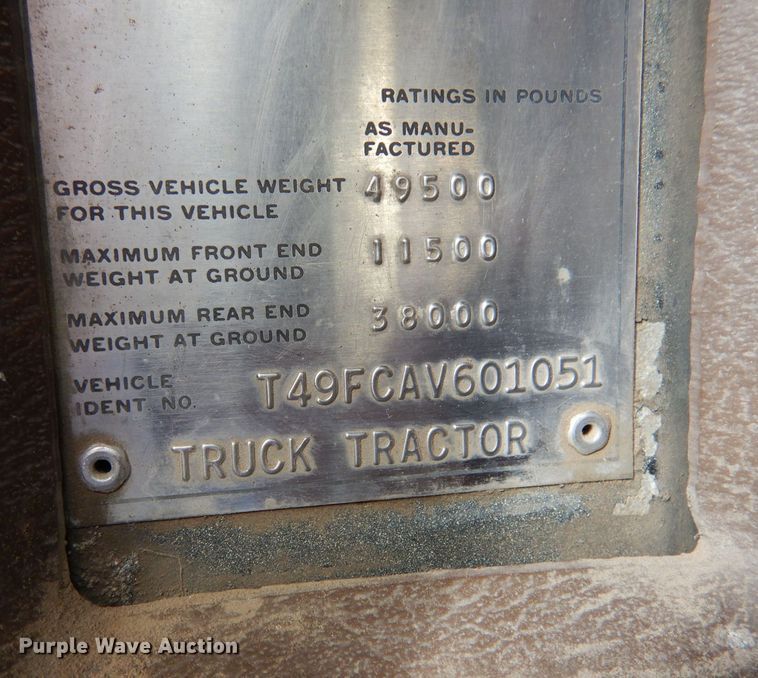 RATINGS IN POUNDS
AS MANU-
FACTURED
GROSS VEHICLE WEIGHT 49500
FOR THIS VEHICLE
MAXIMUM FRONT END 11500
WEIGHT AT GROUND
MAXIMUM REAR END 38000
WEIGHT AT GROUND
VEHICLE T49FCAV601051
IDENT. NO.
TRUCK TRACTOR
Purple Wave Auction